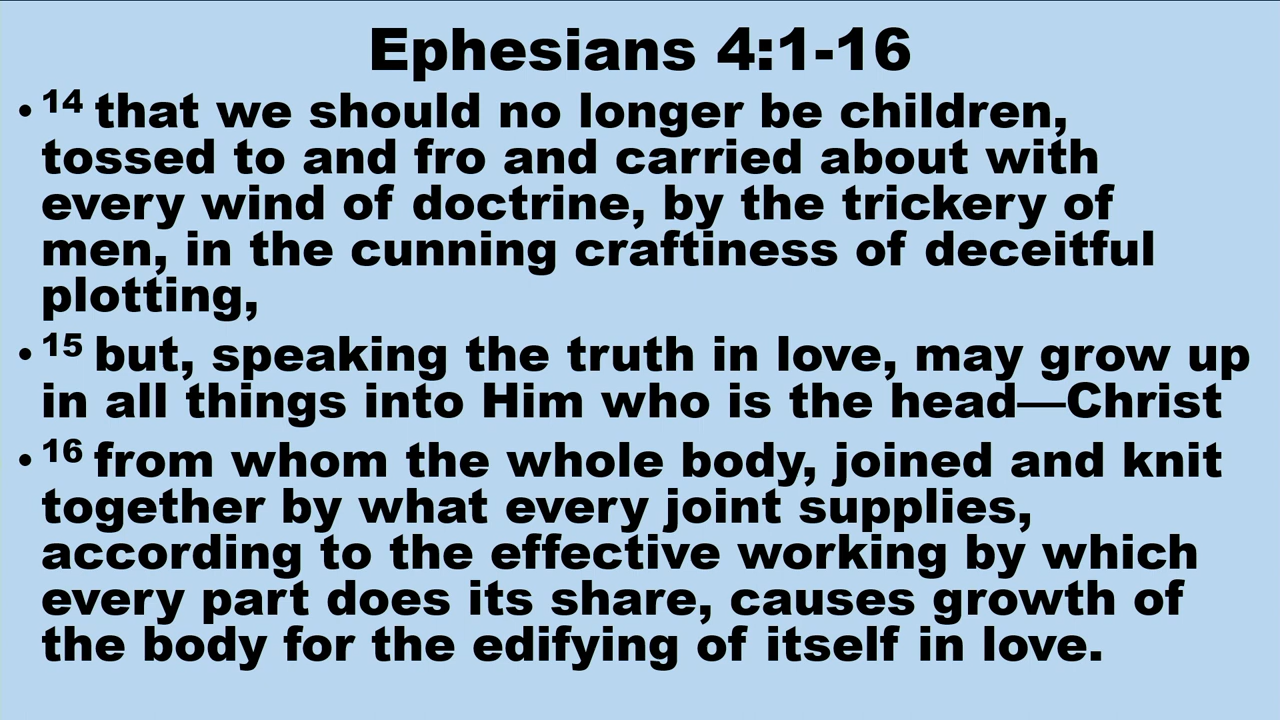 Ephesians 4:1-16
• 14 that we should no longer be children,
tossed to and fro and carried about with
every wind of doctrine, by the trickery of
men, in the cunning craftiness of deceitful
plotting,
• 15 but, speaking the truth in love, may grow up
in all things into Him who is the head—Christ
• 16 from whom the whole body, joined and knit
together by what every joint supplies,
according to the effective working by which
every part does its share, causes growth of
the body for the edifying of itself in love.